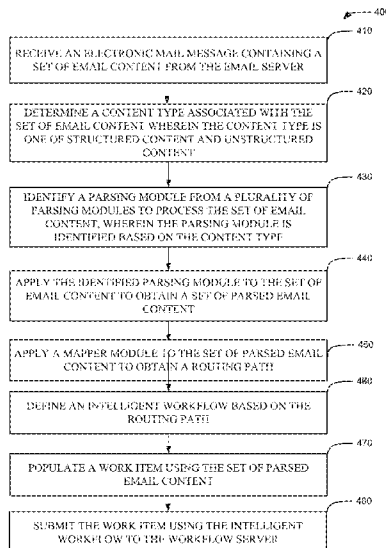 400
410
RECEIVE AN ELECTRONIC MAIL MESSAGE CONTAINING A
SET OF EMAIL CONTENT FROM THE EMAIL SERVER
420
DETERMINE A CONTENT TYPE ASSOCIATED WITH THE
SET OF EMAIL CONTENT WHEREIN THE CONTENT TYPE IS
ONE OF STRUCTURED CONTENT AND UNSTRUCTURED
CONTENT
430
IDENTIFY A PARSING MODULE FROM A PLURALITY OF
PARSING MODULES TO PROCESS THE SET OF EMAIL
CONTENT, WHEREIN THE PARSING MODULE IS
IDENTIFIED BASED ON THE CONTENT TYPE
440
APPLY THE IDENTIFIED PARSING MODULE TO THE SET OF
EMAIL CONTENT TO OBTAIN A SET OF PARSED EMAIL
CONTENT
450
APPLY A MAPPER MODULE TO THE SET OF PARSED EMAIL
CONTENT TO OBTAIN A ROUTING PATH
460
DEFINE AN INTELLIGENT WORKFLOW BASED ON THE
ROUTING PATH
470
POPULATE A WORK ITEM USING THE SET OF PARSED
EMAIL CONTENT
480
SUBMIT THE WORK ITEM USING THE INTELLIGENT
WORKFLOW TO THE WORKFLOW SERVER